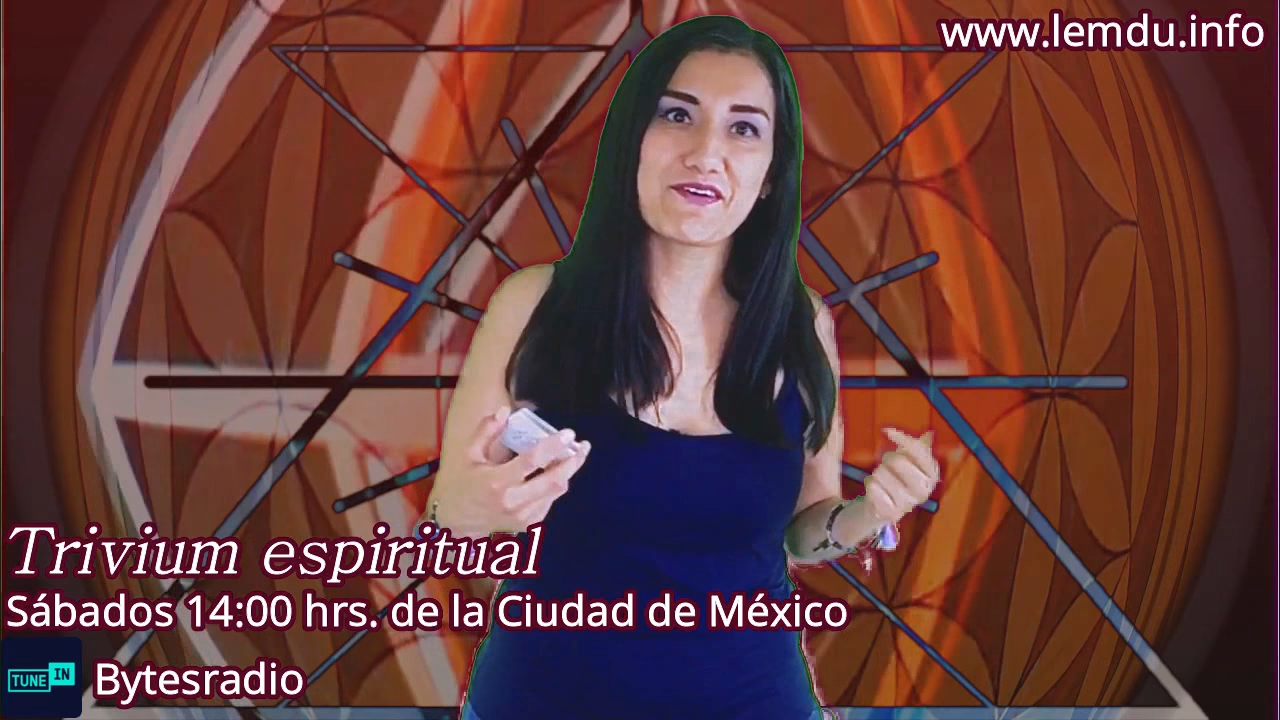 www.lemdu.info
Trivium espiritual
Sábados 14:00 hrs. de la Ciudad de México
TUNE IN
Bytesradio